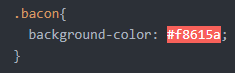 .bacon{
  background-color: #f8615a;
}